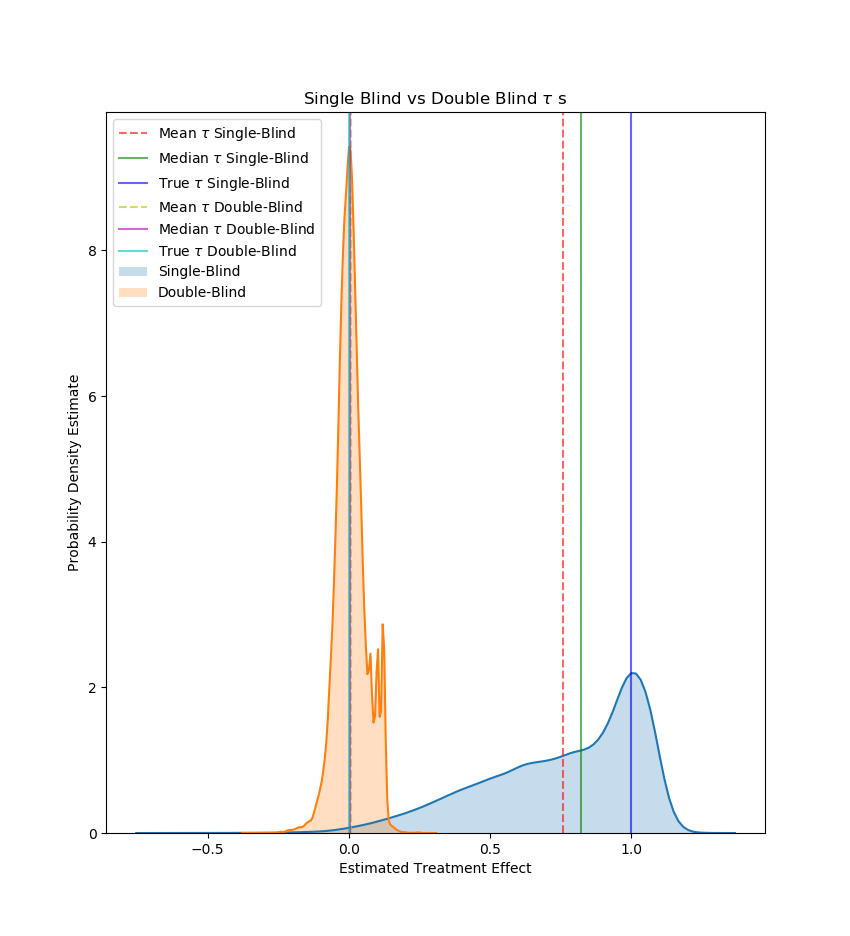 Single Blind vs Double Blind τ s
Mean τ Single-Blind
Median τ Single-Blind
True τ Single-Blind
Mean τ Double-Blind
Median τ Double-Blind
True τ Double-Blind
Single-Blind
Double-Blind
Probability Density Estimate
8
6
4
2
0
−0.5
0.0
0.5
1.0
Estimated Treatment Effect